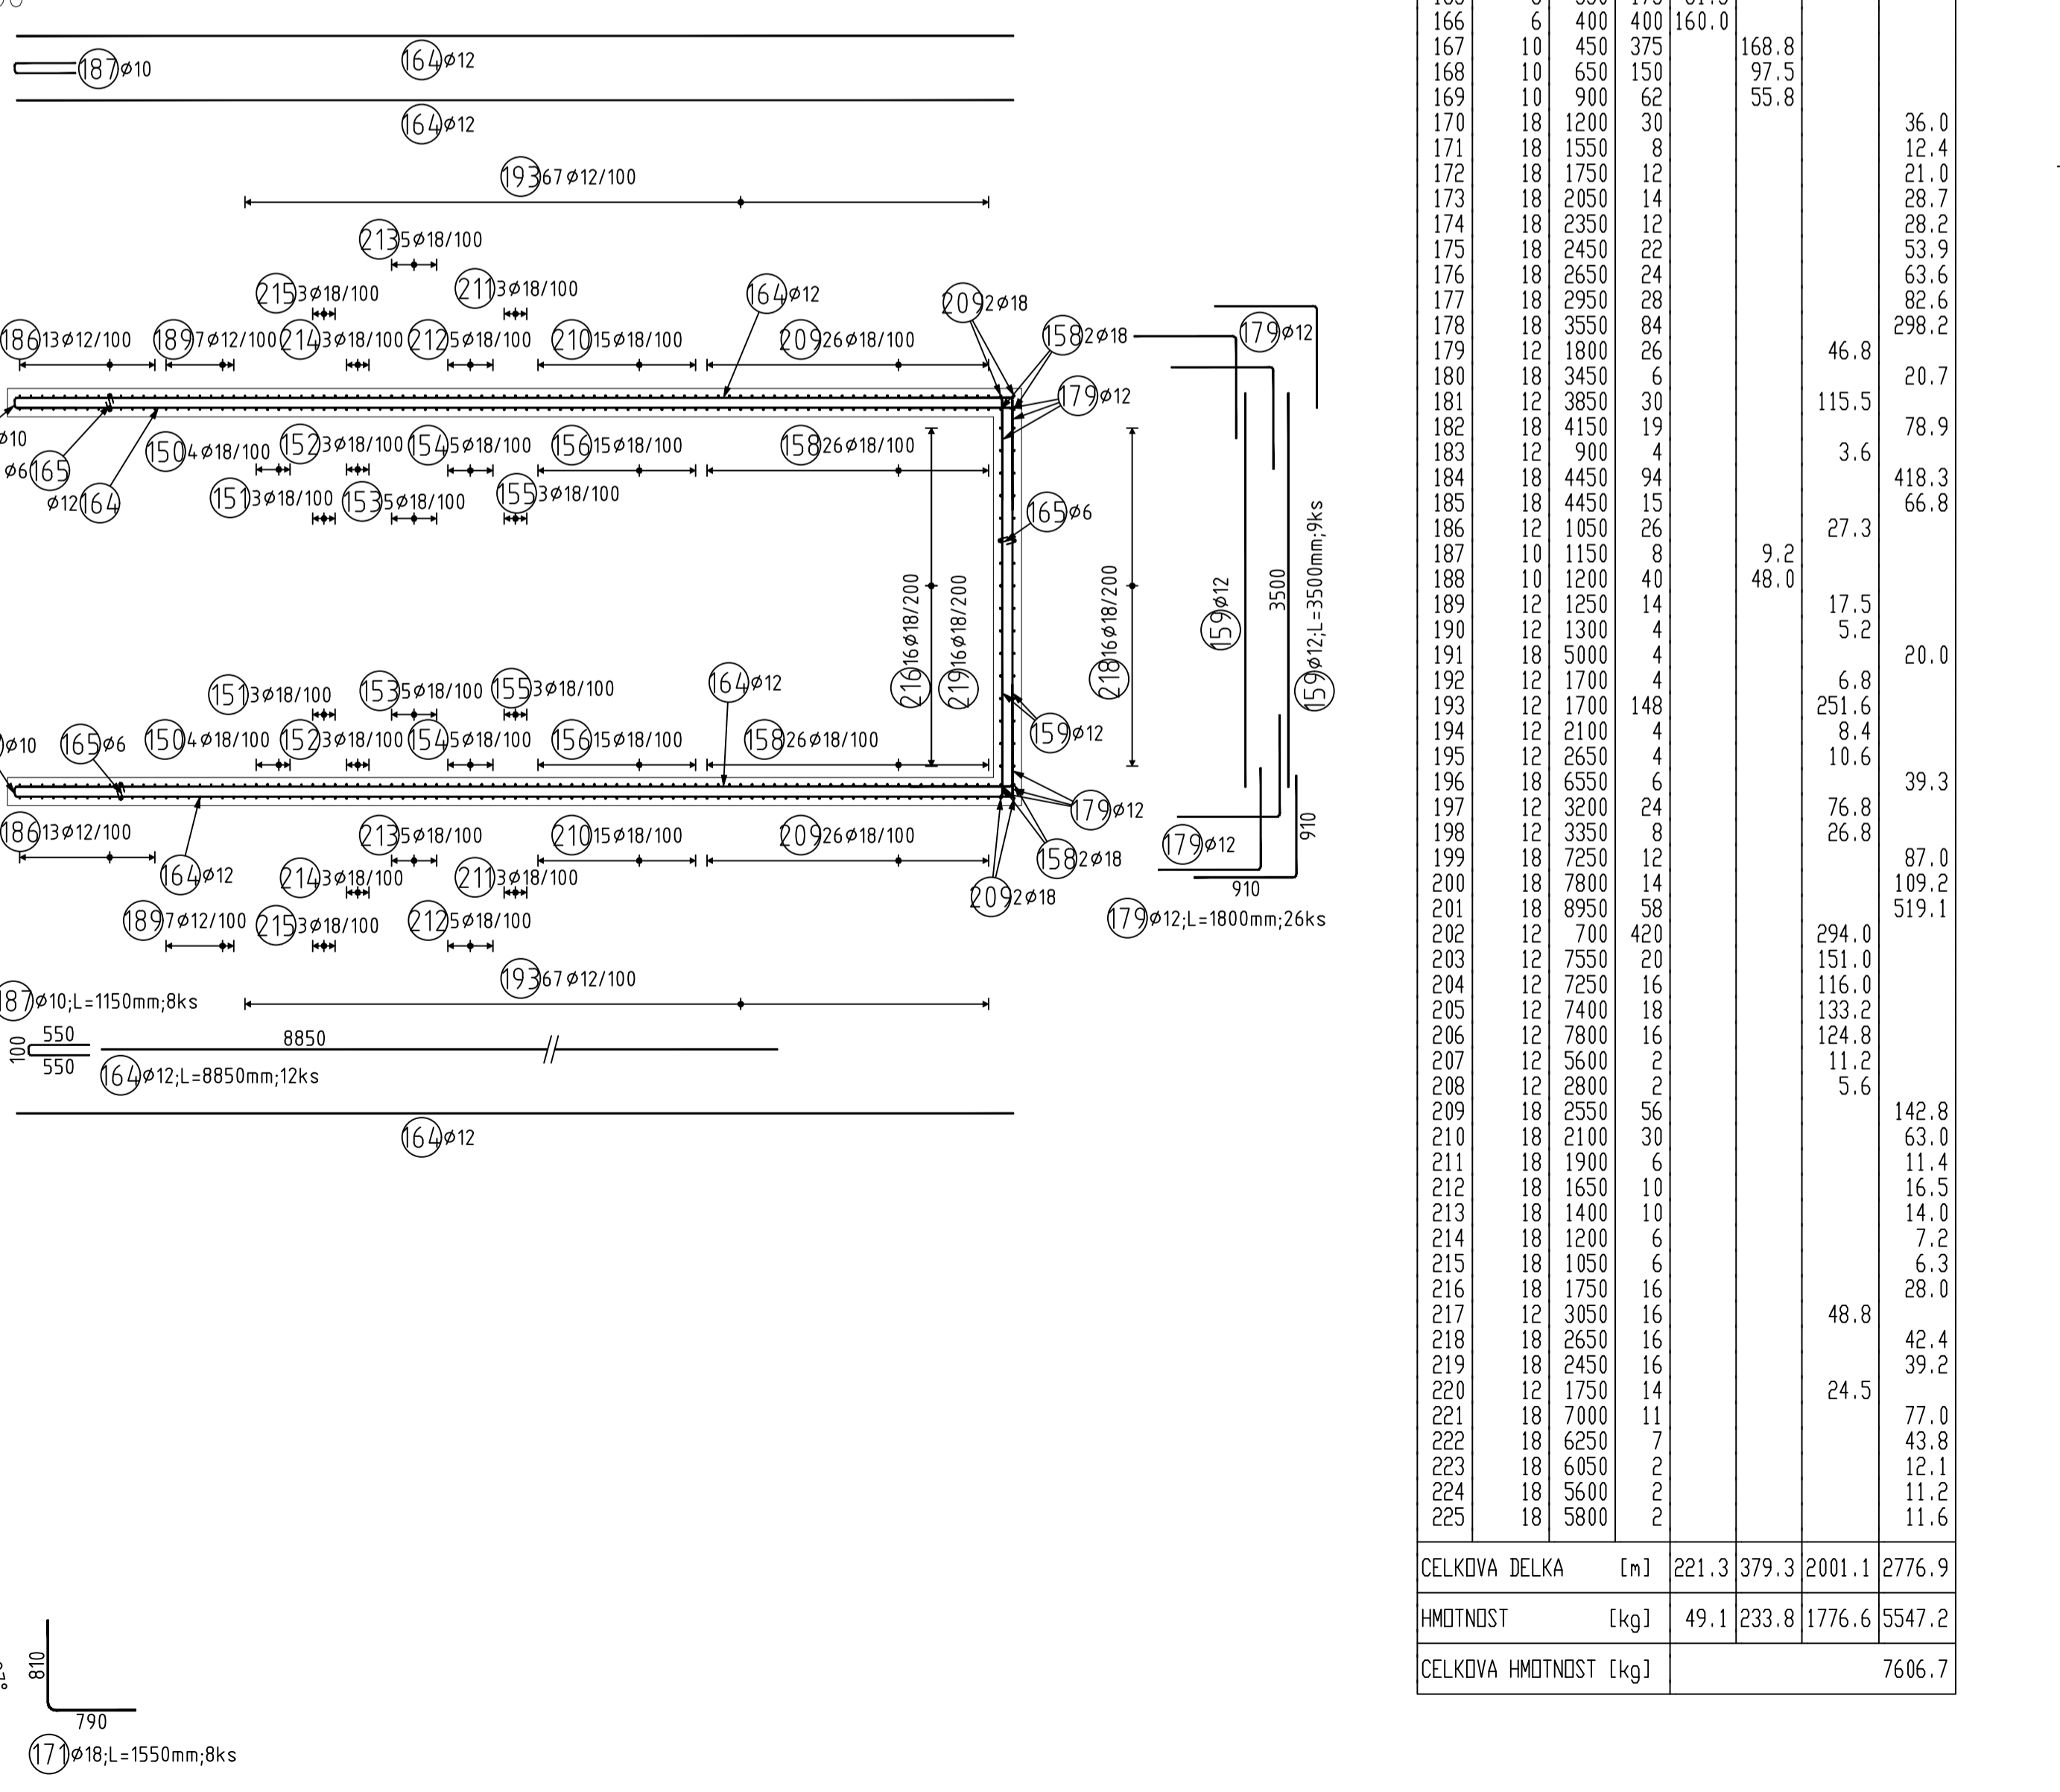 187 ø10
164 ø12
164 ø12
193 67ø12/100
213 5ø18/100
215 3ø18/100
211 3ø18/100
164 ø12
209 2ø18
158 2ø18
179 ø12
186 13ø12/100
189 7ø12/100
214 3ø18/100
212 5ø18/100
210 15ø18/100
209 26ø18/100
179 ø12
ø10
ø6 165
ø12 164
150 4ø18/100
152 3ø18/100
154 5ø18/100
156 15ø18/100
158 26ø18/100
151 3ø18/100
153 5ø18/100
155 3ø18/100
165 ø6
216 16ø18/200
219 16ø18/200
218 16ø18/200
159 ø12
3500
159 ø12;L=3500mm;9ks
151 3ø18/100
153 5ø18/100
155 3ø18/100
164 ø12
ø10
165 ø6
150 4ø18/100
152 3ø18/100
154 5ø18/100
156 15ø18/100
158 26ø18/100
159 ø12
186 13ø12/100
164 ø12
213 5ø18/100
210 15ø18/100
209 26ø18/100
179 ø12
158 2ø18
179 ø12
910
910
214 3ø18/100
211 3ø18/100
209 2ø18
189 7ø12/100
215 3ø18/100
212 5ø18/100
179 ø12;L=1800mm;26ks
193 67ø12/100
187 ø10;L=1150mm;8ks
100
550
550
8850
164 ø12;L=8850mm;12ks
164 ø12
810
790
171 ø18;L=1550mm;8ks
166 6 400 400 160.0
167 10 450 375 168.8
168 10 650 150 97.5
169 10 900 62 55.8
170 18 1200 30 36.0
171 18 1550 8 12.4
172 18 1750 12 21.0
173 18 2050 14 28.7
174 18 2350 12 28.2
175 18 2450 22 53.9
176 18 2650 24 63.6
177 18 2950 28 82.6
178 18 3550 84 298.2
179 12 1800 26 46.8
180 18 3450 6 20.7
181 12 3850 30 115.5
182 18 4150 19 78.9
183 12 900 4 3.6
184 18 4450 94 418.3
185 18 4450 15 66.8
186 12 1050 26 27.3
187 10 1150 8 9.2
188 10 1200 40 48.0
189 12 1250 14 17.5
190 12 1300 4 5.2
191 18 5000 4 20.0
192 12 1700 4 6.8
193 12 1700 148 251.6
194 12 2100 4 8.4
195 12 2650 4 10.6
196 18 6550 6 39.3
197 12 3200 24 76.8
198 12 3350 8 26.8
199 18 7250 12 87.0
200 18 7800 14 109.2
201 18 8950 58 519.1
202 12 700 420 294.0
203 12 7550 20 151.0
204 12 7250 16 116.0
205 12 7400 18 133.2
206 12 7800 16 124.8
207 12 5600 2 11.2
208 12 2800 2 5.6
209 18 2550 56 142.8
210 18 2100 30 63.0
211 18 1900 6 11.4
212 18 1650 10 16.5
213 18 1400 10 14.0
214 18 1200 6 7.2
215 18 1050 6 6.3
216 18 1750 16 28.0
217 12 3050 16 48.8
218 18 2650 16 42.4
219 18 2450 16 39.2
220 12 1750 14 24.5
221 18 7000 11 77.0
222 18 6250 7 43.8
223 18 6050 2 12.1
224 18 5600 2 11.2
225 18 5800 2 11.6
CELKOVA DELKA [m] 221.3 379.3 2001.1 2776.9
HMOTNOST [kg] 49.1 233.8 1776.6 5547.2
CELKOVA HMOTNOST [kg] 7606.7